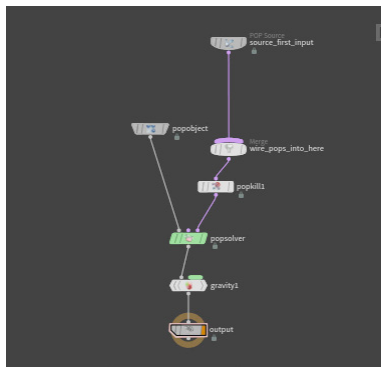 POP Source
source_first_input
popobject
Merge
wire_pops_into_here
popkill1
popsolver
gravity1
output